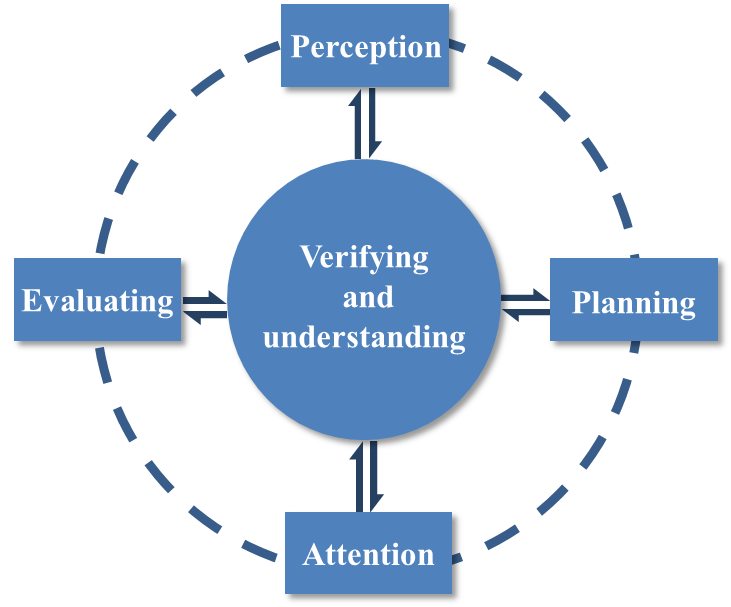 Perception
Verifying
and
understanding
Evaluating
Planning
Attention